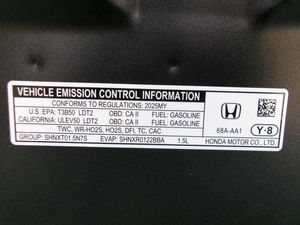 VEHICLE EMISSION CONTROL INFORMATION
CONFORMS TO REGULATIONS: 2025MY
U.S. EPA: T3B50 LDT2 OBD: CA II FUEL: GASOLINE
CALIFORNIA: ULEV50 LDT2 OBD: CA II FUEL: GASOLINE
TWC, WR-HO2S, HO2S, DFI, TC, CAC
GROUP: SHNXT01.5N7S EVAP: SHNXR0122BBA 1.5L
HONDA
68A-AA1 Y-8
HONDA MOTOR CO., LTD.